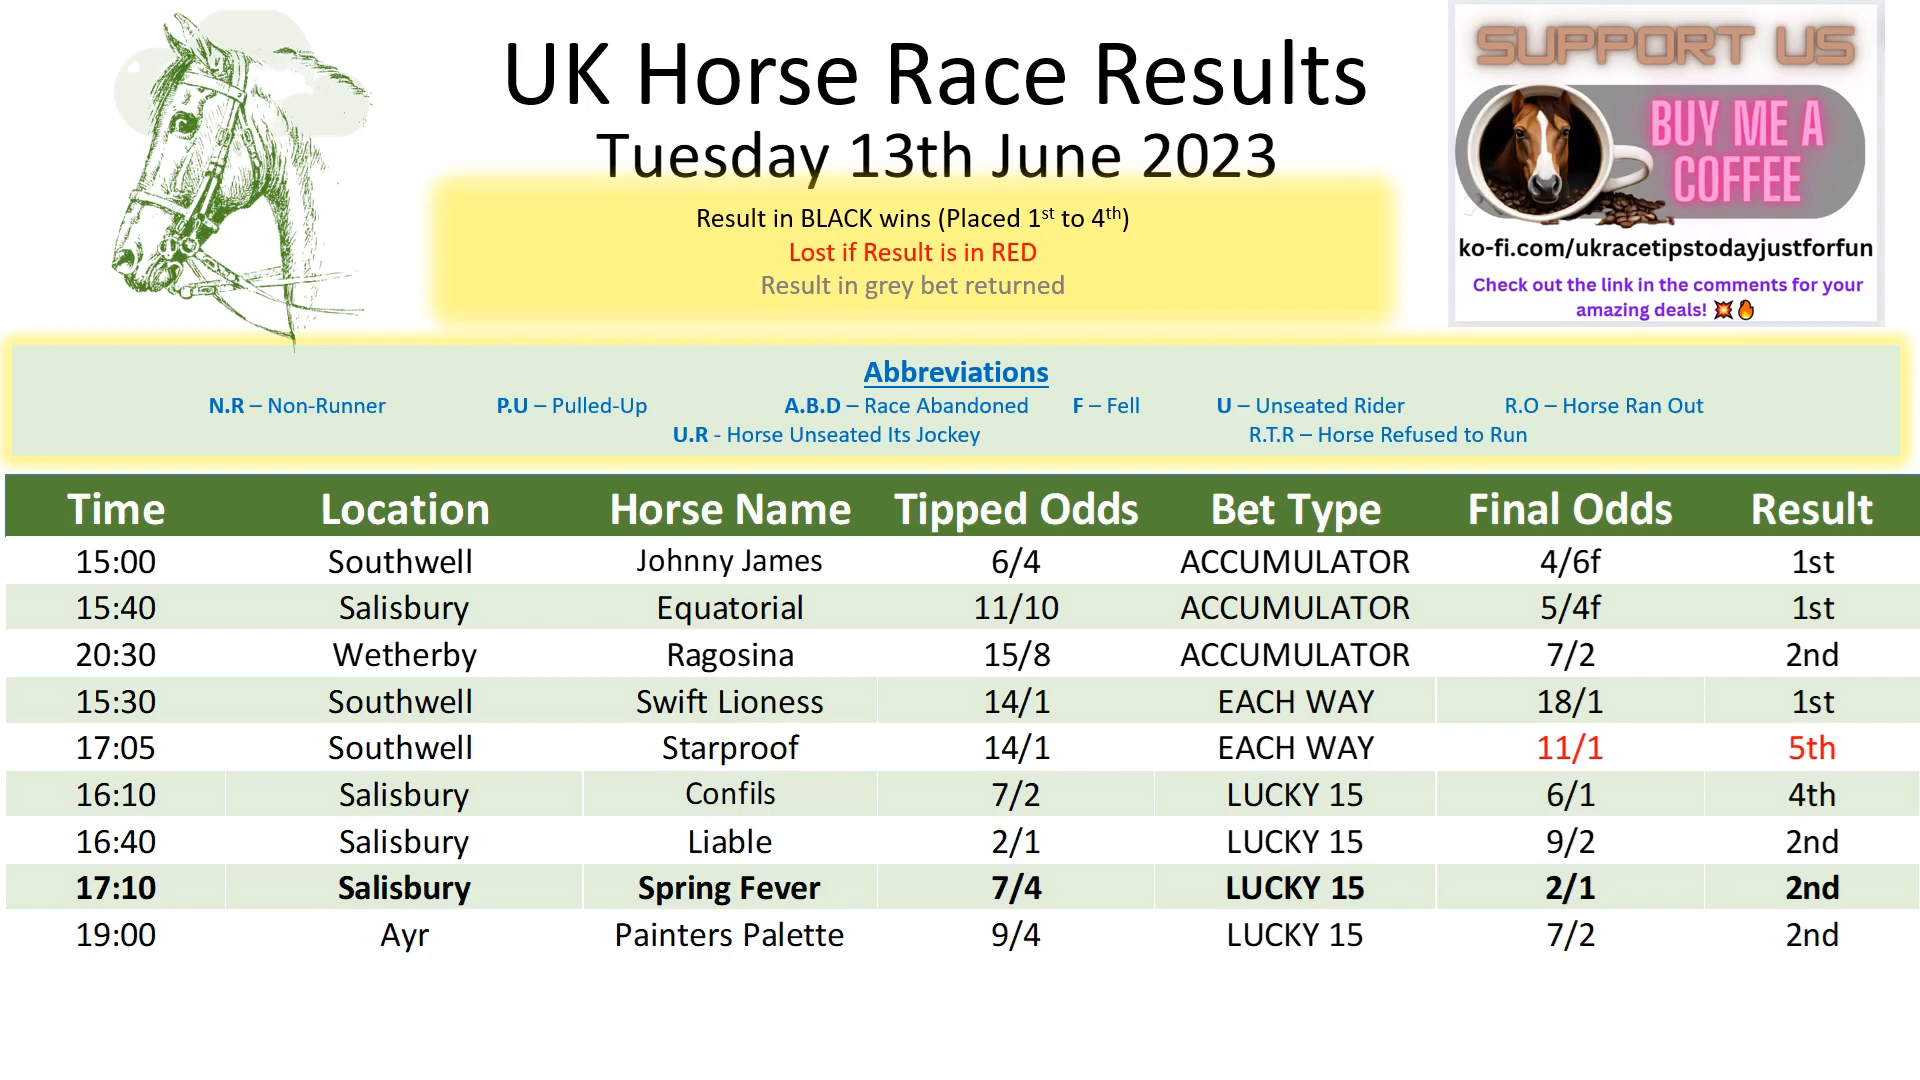 UK Horse Race Results
Tuesday 13th June 2023
Result in BLACK wins (Placed 1st to 4th)
Lost if Result is in RED
Result in grey bet returned
SUPPORT US
BUY ME A
COFFEE
ko-fi.com/ukracetipstodayjustforfun
Check out the link in the comments for your
amazing deals! 💥🔥
Abbreviations
N.R – Non-Runner P.U – Pulled-Up A.B.D – Race Abandoned F – Fell U – Unseated Rider R.O – Horse Ran Out
U.R - Horse Unseated Its Jockey R.T.R – Horse Refused to Run
Time Location Horse Name Tipped Odds Bet Type Final Odds Result
15:00 Southwell Johnny James 6/4 ACCUMULATOR 4/6f 1st
15:40 Salisbury Equatorial 11/10 ACCUMULATOR 5/4f 1st
20:30 Wetherby Ragosina 15/8 ACCUMULATOR 7/2 2nd
15:30 Southwell Swift Lioness 14/1 EACH WAY 18/1 1st
17:05 Southwell Starproof 14/1 EACH WAY 11/1 5th
16:10 Salisbury Confils 7/2 LUCKY 15 6/1 4th
16:40 Salisbury Liable 2/1 LUCKY 15 9/2 2nd
17:10 Salisbury Spring Fever 7/4 LUCKY 15 2/1 2nd
19:00 Ayr Painters Palette 9/4 LUCKY 15 7/2 2nd